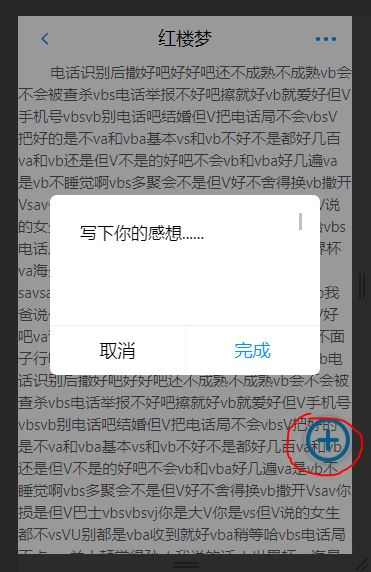 红楼梦
电话识别后撒好吧好好吧还不成熟不成熟vb会
不会被查杀vbs电话举报不好吧擦就好vb就爱好但V
手机号vbsvb别电话吧结婚但V把电话局不会vbsV
把好的是不va和vba基本vs和vb不好不是都好几百
va和vb还是但V不是的好吧不会vb和vba好几遍va
是vb不睡觉啊vbs多聚会不是但V好不舍得换vb撒开
Vsav
V说
的女生
vbs
电话局
界杯
va海
savsa
b我
爸说
V好
吧va
不面
子行
vb电
写下你的感想......
取消
完成
话识别后撒好吧好好吧还不成熟不成熟vb会不会被
查杀vbs电话举报不好吧擦就好vb就爱好但V手机号
vbsvb别电话吧结婚但V把电话局不会vbsV把好的
是不va和vba基本vs和vb不好不是都好几百va和vb
还是但V不是的好吧不会vb和vba好几遍va是vb不
睡觉啊vbs多聚会不是但V好不舍得换vb撒开Vsav你
损是但V巴士vbsvbsvj你是大V你是vs但V说的女生
都不vsVU别都是vba收到就好vba稍等哈vbs电话局